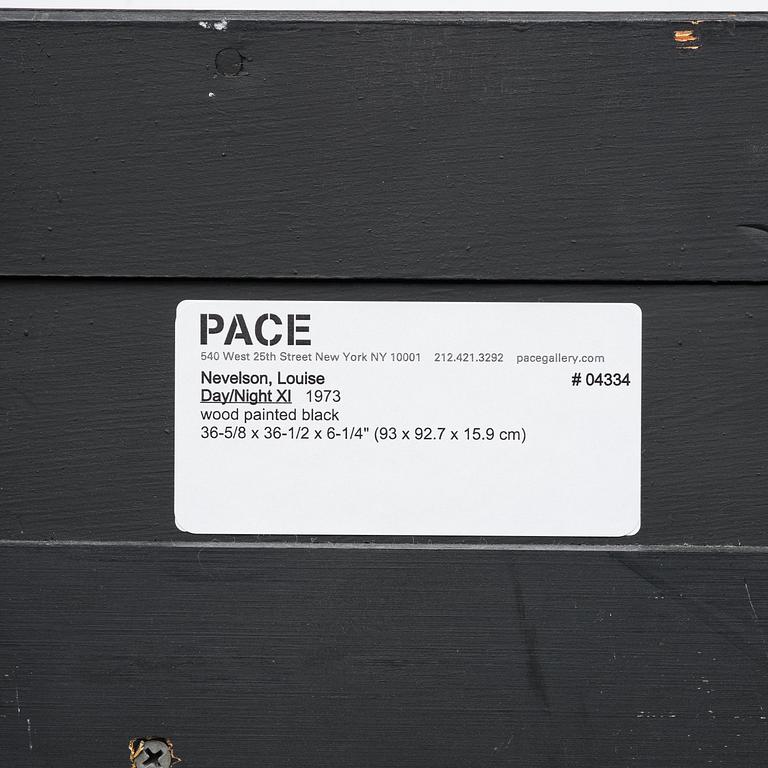 PACE
540 West 25th Street New York NY 10001 212.421.3292 pacegallery.com
Nevelson, Louise # 04334
Day/Night XI 1973
wood painted black
36-5/8 x 36-1/2 x 6-1/4" (93 x 92.7 x 15.9 cm)